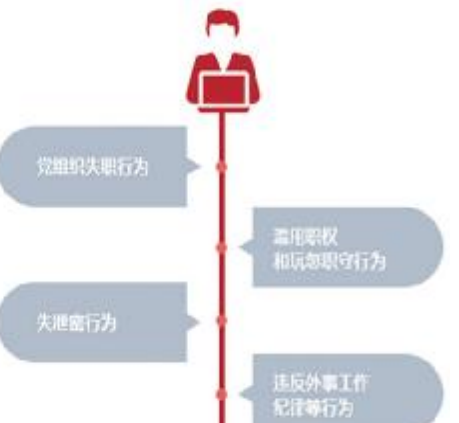 党组织失职行为
滥用职权
和玩忽职守行为
失泄密行为
违反外事工作
纪律等行为